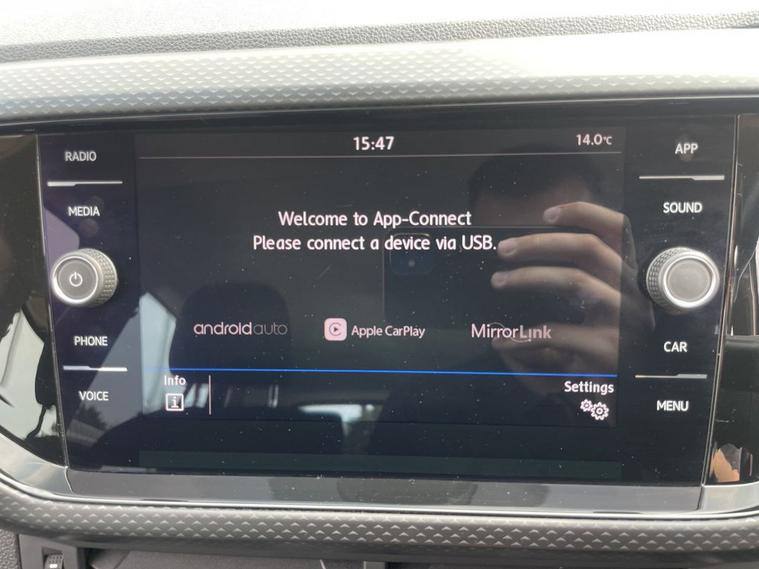 15:47
14.0°C
RADIO
MEDIA
PHONE
VOICE
Welcome to App-Connect
Please connect a device via USB.
androidauto
Apple CarPlay
MirrorLink
Info
i
Settings
APP
SOUND
CAR
MENU